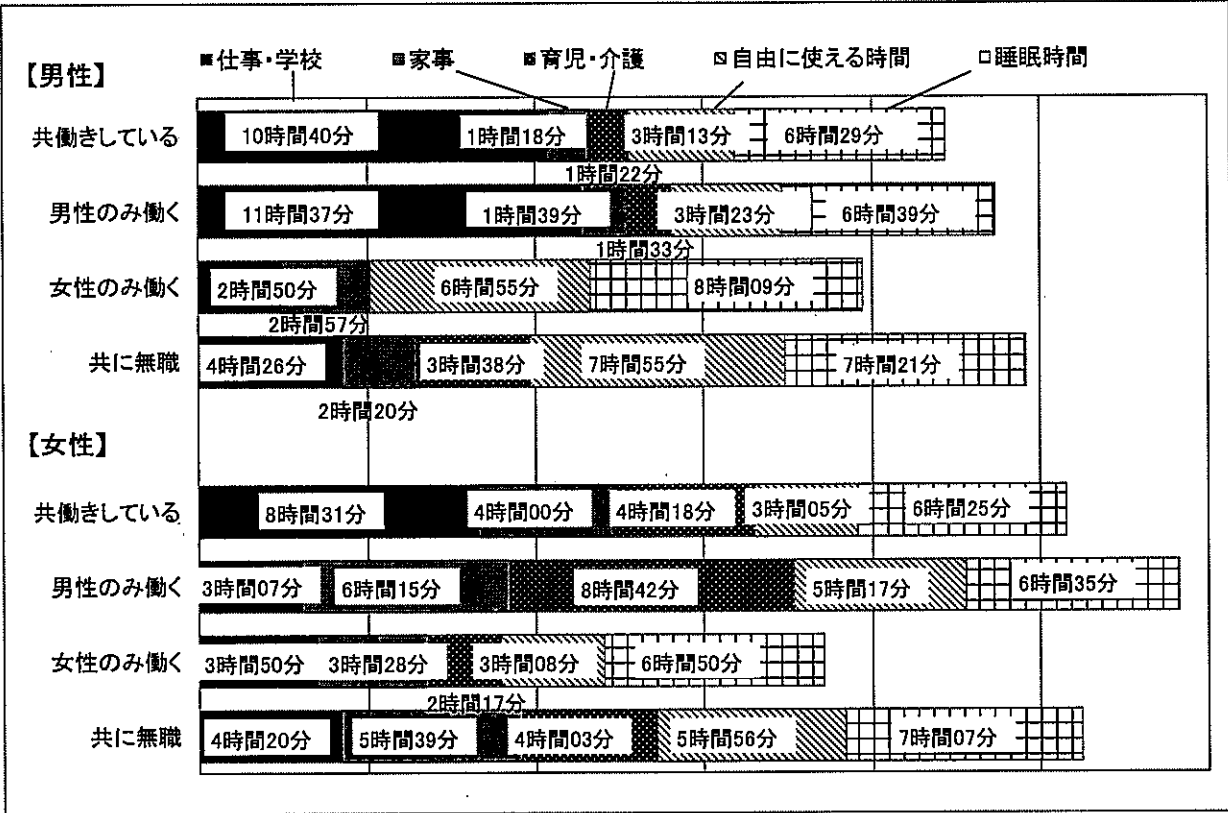 ■仕事・学校 ■家事 ■育児・介護 自由に使える時間 □睡眠時間
【男性】
共働きしている 10時間40分 1時間18分 3時間13分 6時間29分
1時間22分
男性のみ働く 11時間37分 1時間39分 3時間23分 6時間39分
1時間33分
女性のみ働く 2時間50分 6時間55分 8時間09分
2時間57分
共に無職 4時間26分 3時間38分 7時間55分 7時間21分
2時間20分
【女性】
共働きしている 8時間31分 4時間00分 4時間18分 3時間05分 6時間25分
男性のみ働く 3時間07分 6時間15分 8時間42分 5時間17分 6時間35分
女性のみ働く 3時間50分 3時間28分 3時間08分 6時間50分
2時間17分
共に無職 4時間20分 5時間39分 4時間03分 5時間56分 7時間07分